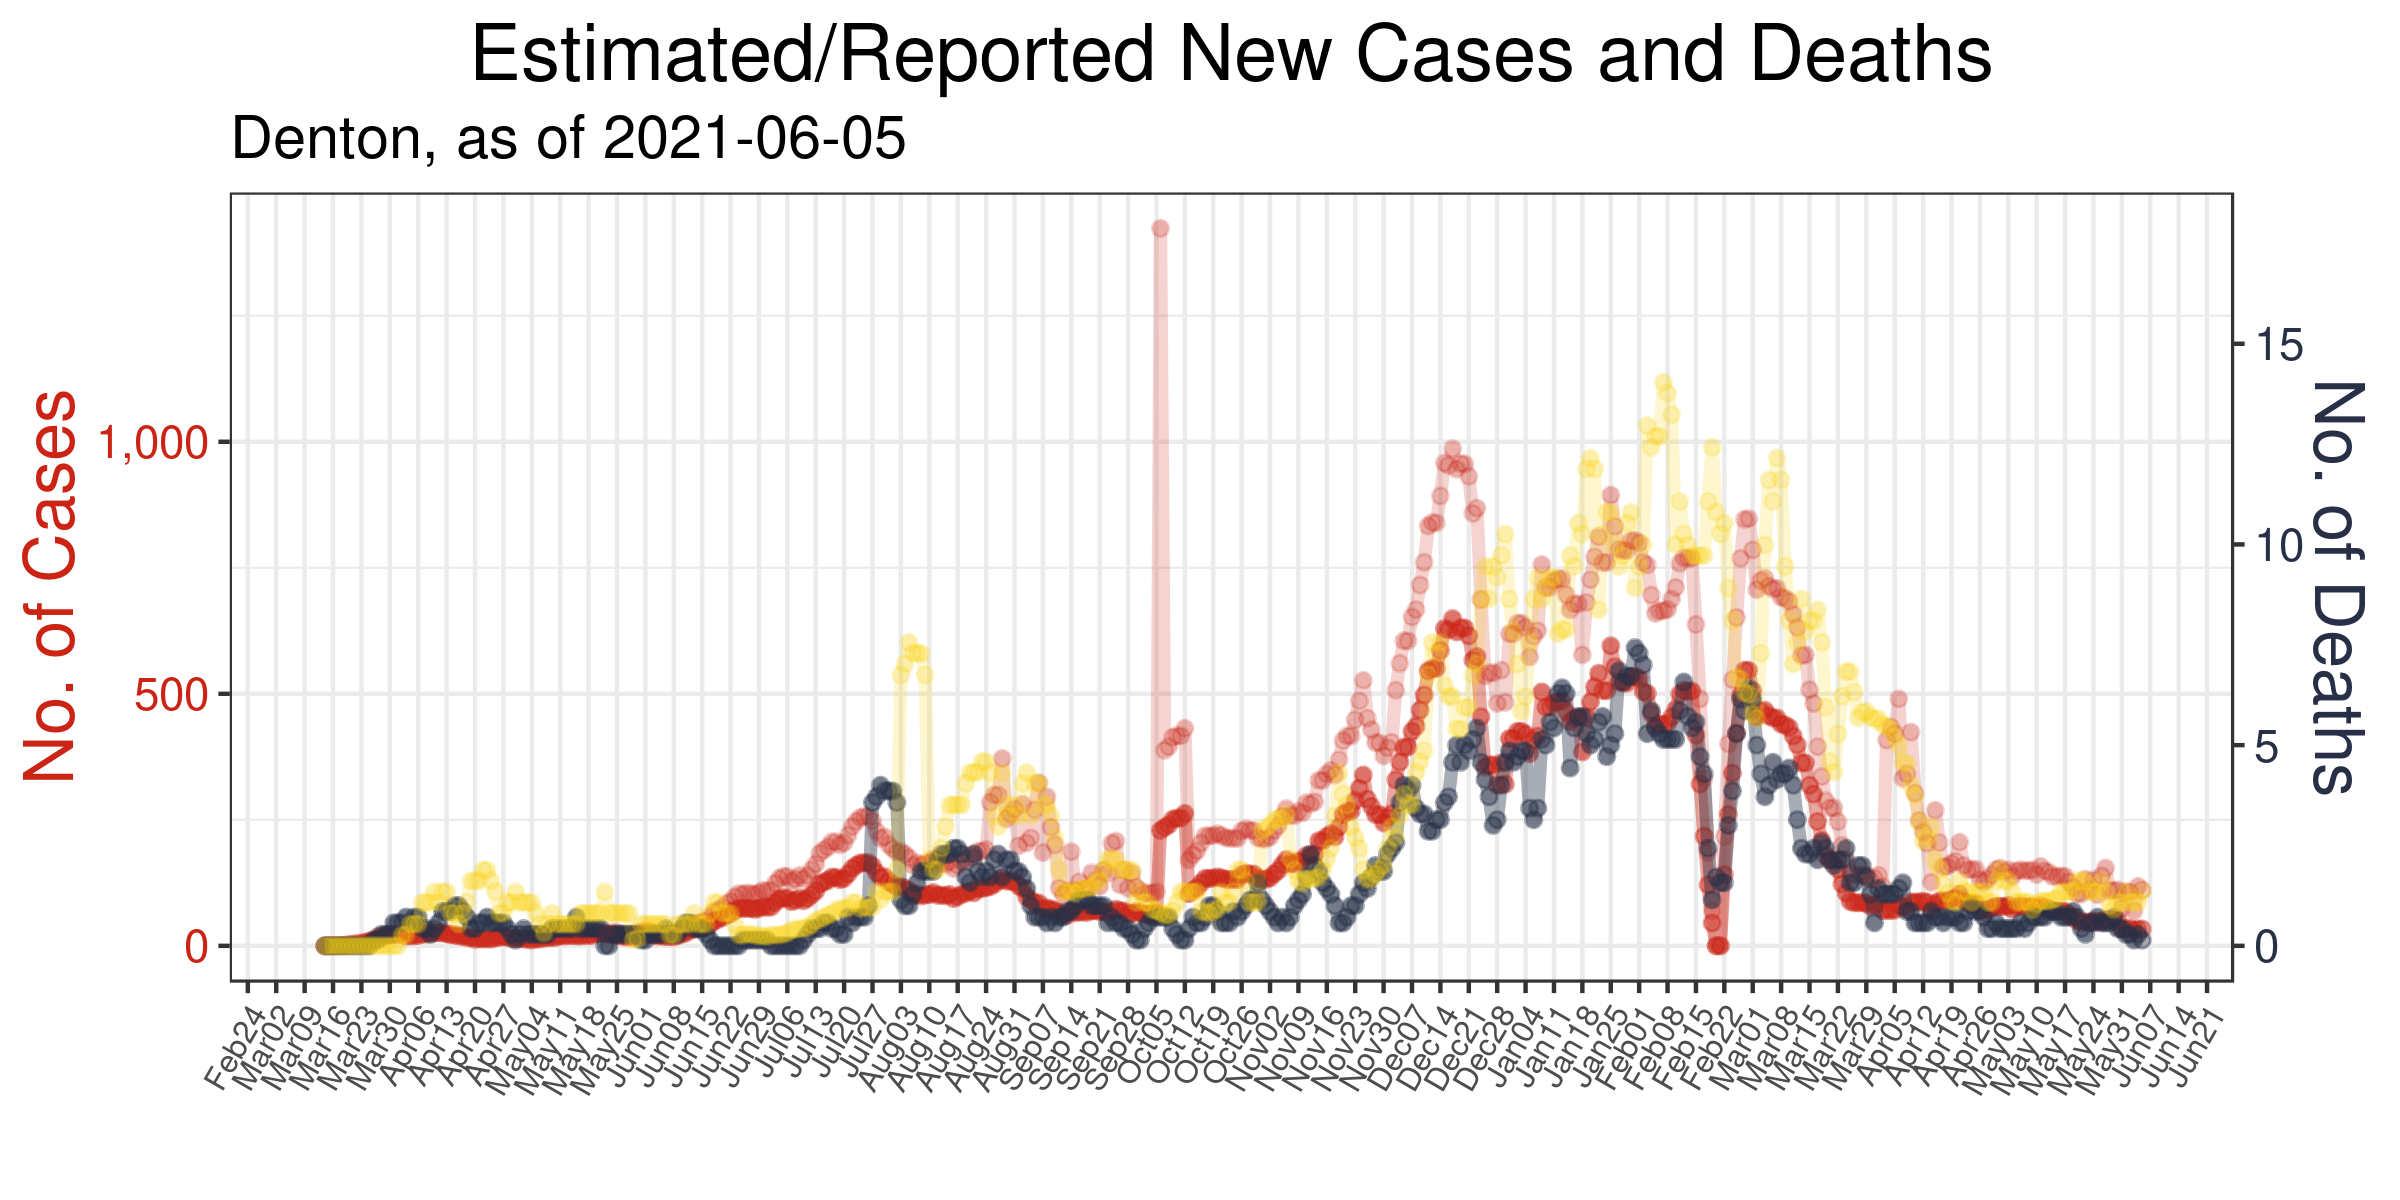 Estimated/Reported New Cases and Deaths
Denton, as of 2021-06-05
No. of Cases
1,000
500
0
15
10
5
0
No. of Deaths
Feb24
Mar02
Mar09
Mar16
Mar23
Mar30
Apr06
Apr13
Apr20
Apr27
May04
May11
May18
May25
Jun01
Jun08
Jun15
Jun22
Jun29
Jul06
Jul13
Jul20
Jul27
Aug03
Aug10
Aug17
Aug24
Aug31
Sep07
Sep14
Sep21
Sep28
Oct05
Oct12
Oct19
Oct26
Nov02
Nov09
Nov16
Nov23
Nov30
Dec07
Dec14
Dec21
Dec28
Jan04
Jan11
Jan18
Jan25
Feb01
Feb08
Feb15
Feb22
Mar01
Mar08
Mar15
Mar22
Mar29
Apr05
Apr12
Apr19
Apr26
May03
May10
May17
May24
May31
Jun07
Jun14
Jun21